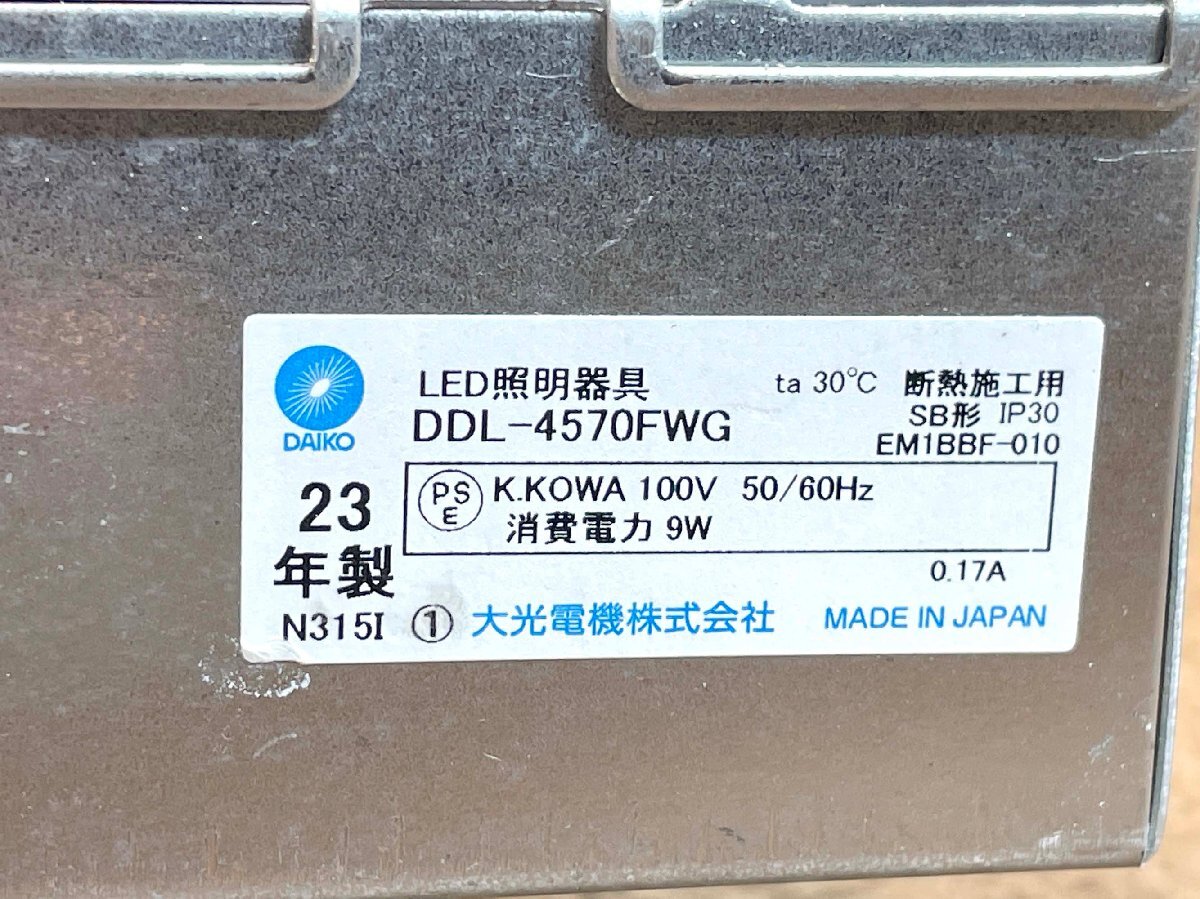 DAIKO
LED照明器具
DDL-4570FWG
ta 30℃ 断熱施工用
SB形 IP30
EM1BBF-010
23
年製
N315I
PS
E
K.KOWA 100V 50/60Hz
消費電力 9W
0.17A
① 大光電機株式会社 MADE IN JAPAN